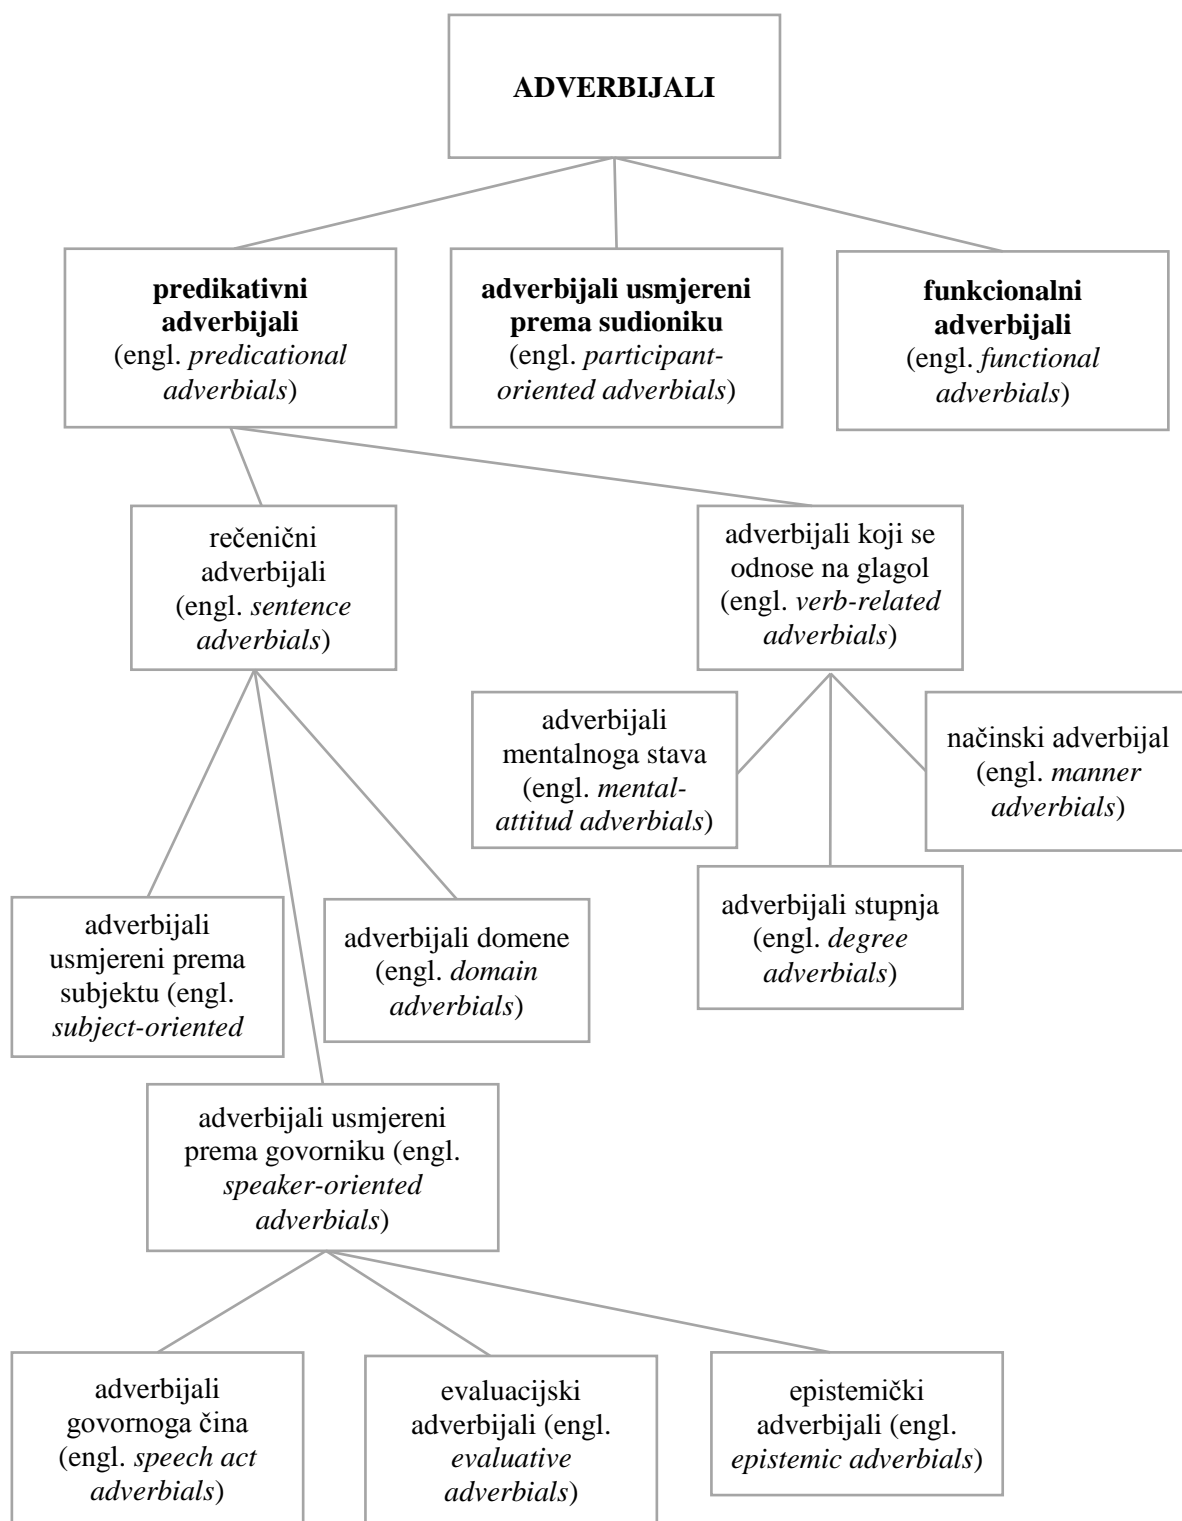 ADVERBIJALI
predikativni
adverbijali
(engl. predicational
adverbials)
adverbijali usmjereni
prema sudioniku
(engl. participant-
oriented adverbials)
funkcionalni
adverbijali
(engl. functional
adverbials)
rečenični
adverbijali
(engl. sentence
adverbials)
adverbijali koji se
odnose na glagol
(engl. verb-related
adverbials)
adverbijali
mentalnoga stava
(engl. mental-
attitud adverbials)
načinski adverbijal
(engl. manner
adverbials)
adverbijali stupnja
(engl. degree
adverbials)
adverbijali
usmjereni prema
subjektu (engl.
subject-oriented
adverbijali domene
(engl. domain
adverbials)
adverbijali usmjereni
prema govorniku (engl.
speaker-oriented
adverbials)
adverbijali
govornoga čina
(engl. speech act
adverbials)
evaluacijski
adverbijali (engl.
evaluative
adverbials)
epistemički
adverbijali (engl.
epistemic adverbials)